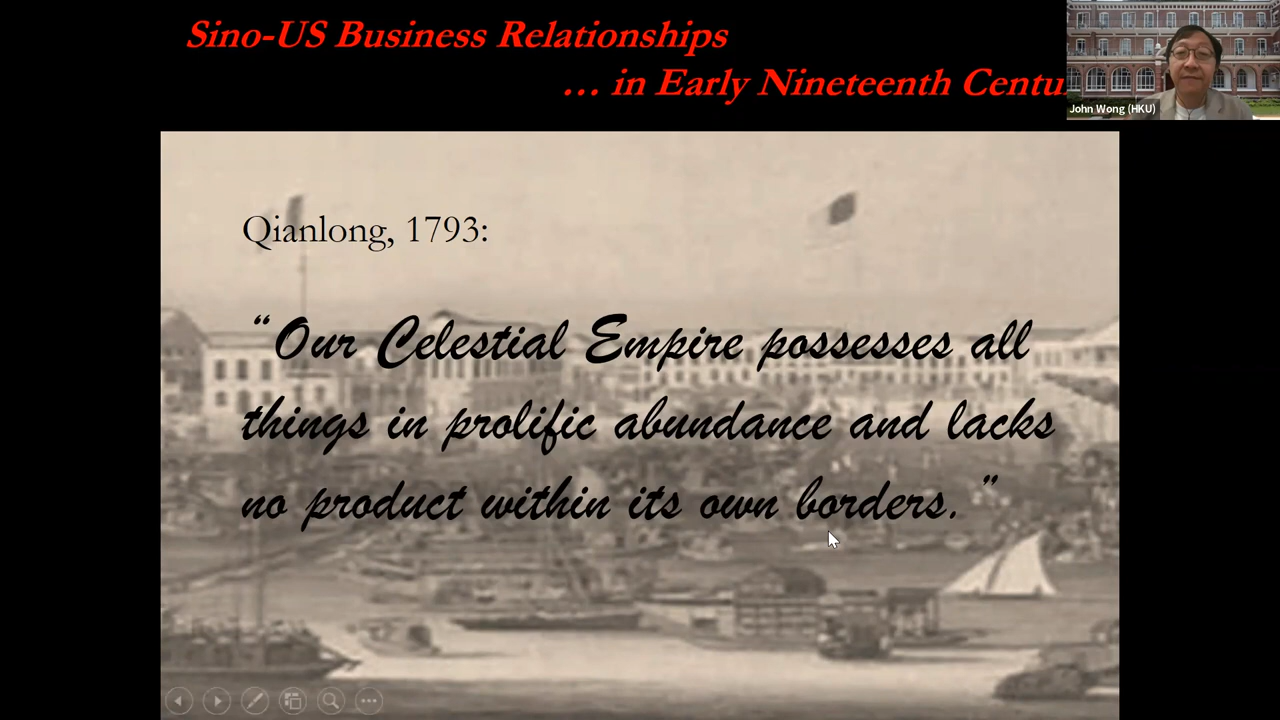 Sino-US Business Relationships
… in Early Nineteenth
John Wong (HKU)
Qianlong, 1793:
“Our Celestial Empire possesses all
things in prolific abundance and lacks
no product within its own borders.”